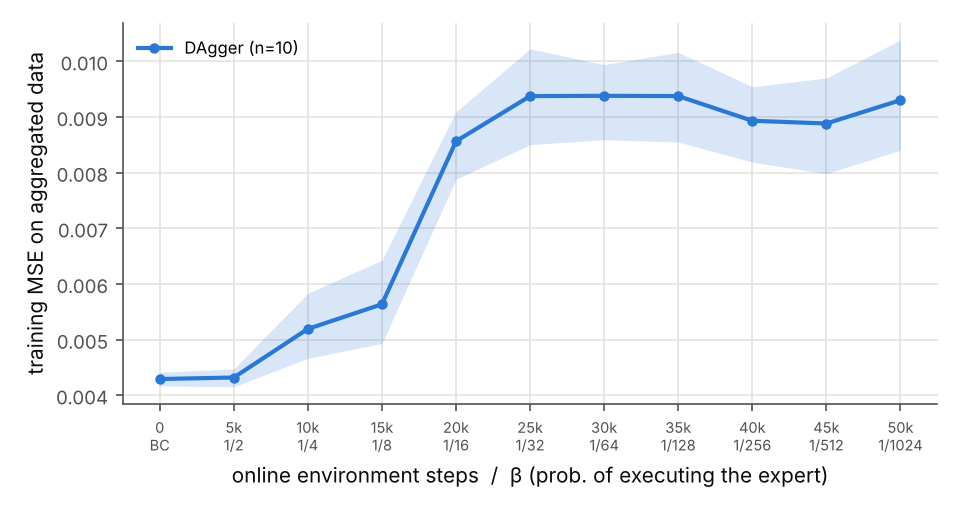 DAgger (n=10)
training MSE on aggregated data
0.010
0.009
0.008
0.007
0.006
0.005
0.004
0 5k 10k 15k 20k 25k 30k 35k 40k 45k 50k
BC 1/2 1/4 1/8 1/16 1/32 1/64 1/128 1/256 1/512 1/1024
online environment steps / β (prob. of executing the expert)